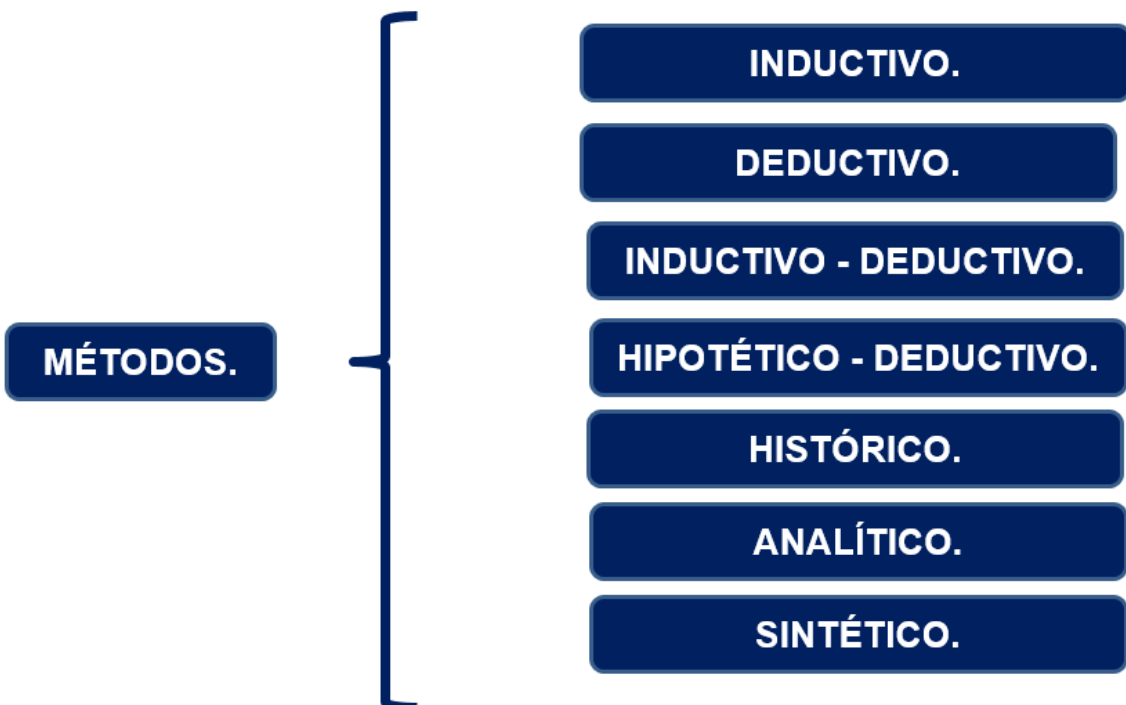 MÉTODOS.
INDUCTIVO.
DEDUCTIVO.
INDUCTIVO - DEDUCTIVO.
HIPOTÉTICO - DEDUCTIVO.
HISTÓRICO.
ANALÍTICO.
SINTÉTICO.